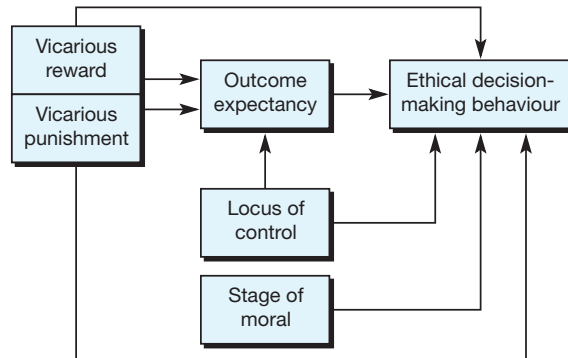 Vicarious
reward
Vicarious
punishment
Outcome
expectancy
Ethical decision-
making behaviour
Locus of
control
Stage of
moral